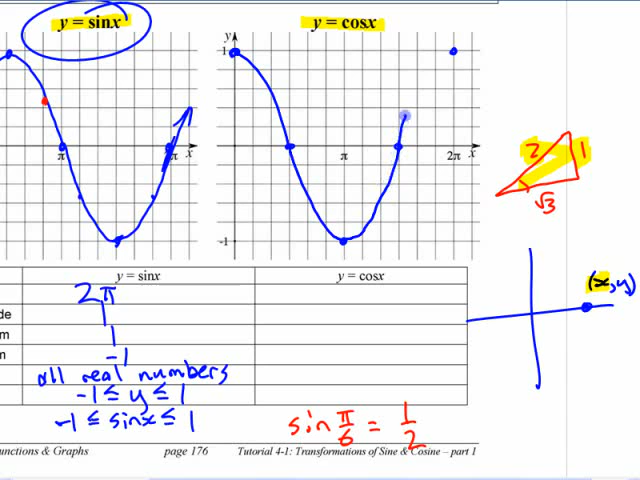 y = sinx
y = cosx
y
1
π
π
x
π
2π
x
-1
2
1
√3
y = sinx
y = cosx
(x,y)
2π
de
1
m
1
m
-1
all real numbers
-1 ≤ y ≤ 1
-1 ≤ sinx ≤ 1
sin π/6 = 1/2
unctions & Graphs
page 176
Tutorial 4-1: Transformations of Sine & Cosine – part 1